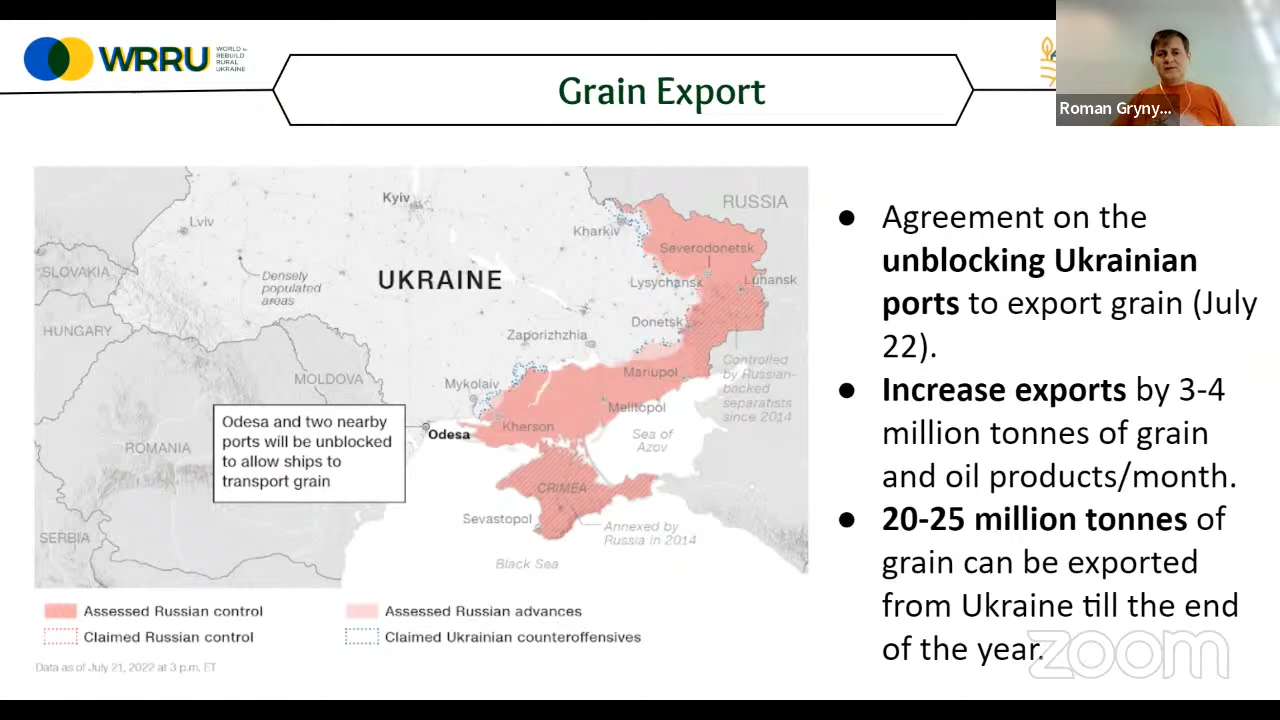 WRRU
WORLD to
REBUILD
RURAL
UKRAINE
Grain Export
Roman Gryny...
Kyiv
RUSSIA
Lviv
Kharkiv
Severodonetsk
SLOVAKIA
Densely
populated
areas
UKRAINE
Lysychansk
Luhansk
HUNGARY
Zaporizhzhia
Donetsk
MOLDOVA
Mykolaiv
Mariupol
Controlled
by Russian-
backed
separatists
since 2014
Melitopol
Odesa and two nearby
ports will be unblocked
to allow ships to
transport grain
Odesa
Kherson
Sea of
Azov
ROMANIA
CRIMEA
Sevastopol
Annexed by
Russia in 2014
SERBIA
Black Sea
Assessed Russian control
Assessed Russian advances
Claimed Russian control
Claimed Ukrainian counteroffensives
Data as of July 21, 2022 at 3 p.m. ET
● Agreement on the
unblocking Ukrainian
ports to export grain (July
22).
● Increase exports by 3-4
million tonnes of grain
and oil products/month.
● 20-25 million tonnes of
grain can be exported
from Ukraine till the end
of the year.
zoom